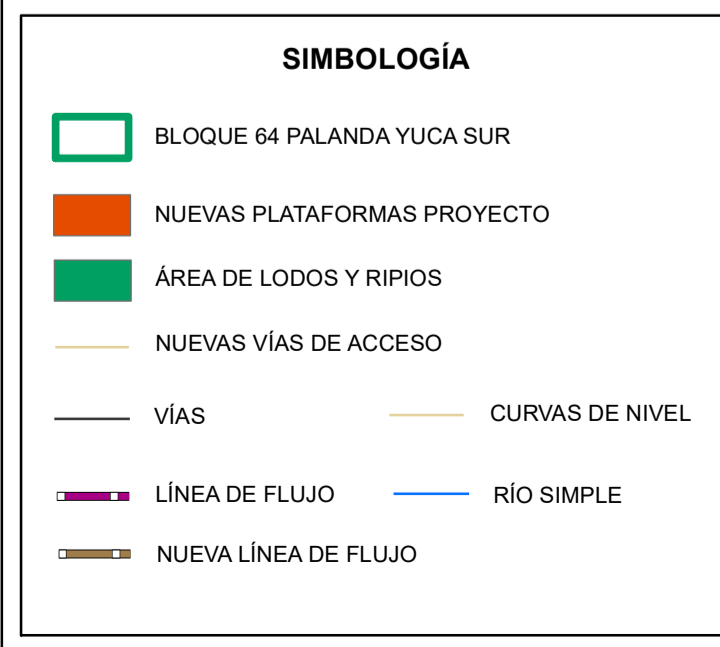 SIMBOLOGÍA
BLOQUE 64 PALANDA YUCA SUR
NUEVAS PLATAFORMAS PROYECTO
ÁREA DE LODOS Y RIPIOS
NUEVAS VÍAS DE ACCESO
VÍAS
CURVAS DE NIVEL
LÍNEA DE FLUJO
RÍO SIMPLE
NUEVA LÍNEA DE FLUJO